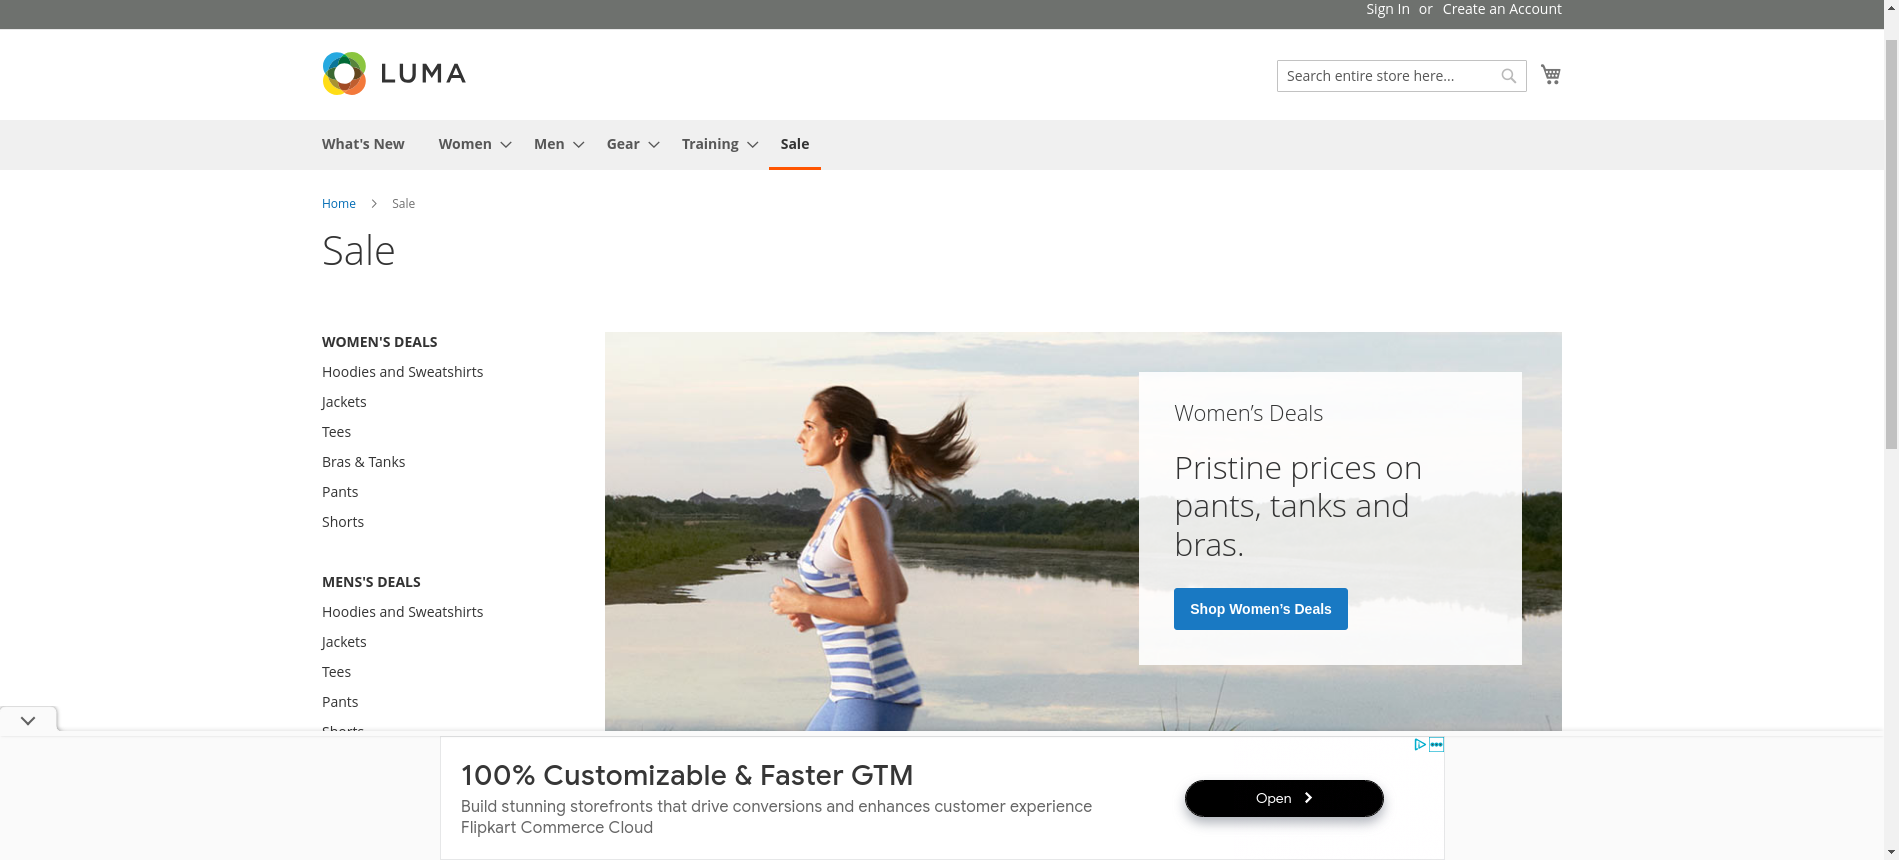 Sign In or Create an Account
LUMA
Search entire store here...
What's New Women Men Gear Training Sale
Home Sale
Sale
WOMEN'S DEALS
Hoodies and Sweatshirts
Jackets
Tees
Bras & Tanks
Pants
Shorts
MENS'S DEALS
Hoodies and Sweatshirts
Jackets
Tees
Pants
Shorts
Women’s Deals
Pristine prices on
pants, tanks and
bras.
Shop Women’s Deals
100% Customizable & Faster GTM
Build stunning storefronts that drive conversions and enhances customer experience
Flipkart Commerce Cloud
Open